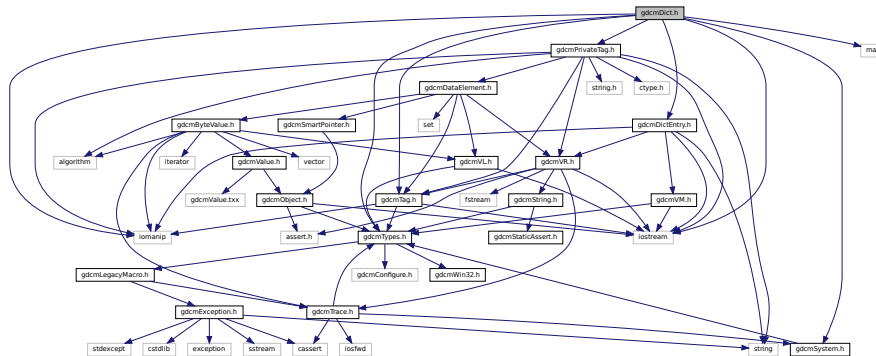 gdcmDict.h
ma
gdcmPrivateTag.h
gdcmDataElement.h
string.h
ctype.h
gdcmByteValue.h
gdcmSmartPointer.h
set
gdcmDictEntry.h
algorithm
iterator
gdcmValue.h
vector
gdcmVL.h
gdcmVR.h
gdcmValue.txx
gdcmObject.h
gdcmTag.h
fstream
gdcmString.h
gdcmVM.h
iomanip
assert.h
gdcmTypes.h
gdcmStaticAssert.h
iostream
gdcmLegacyMacro.h
gdcmConfigure.h
gdcmWin32.h
gdcmException.h
gdcmTrace.h
stdexcept
cstdlib
exception
sstream
cassert
iosfwd
string
gdcmSystem.h